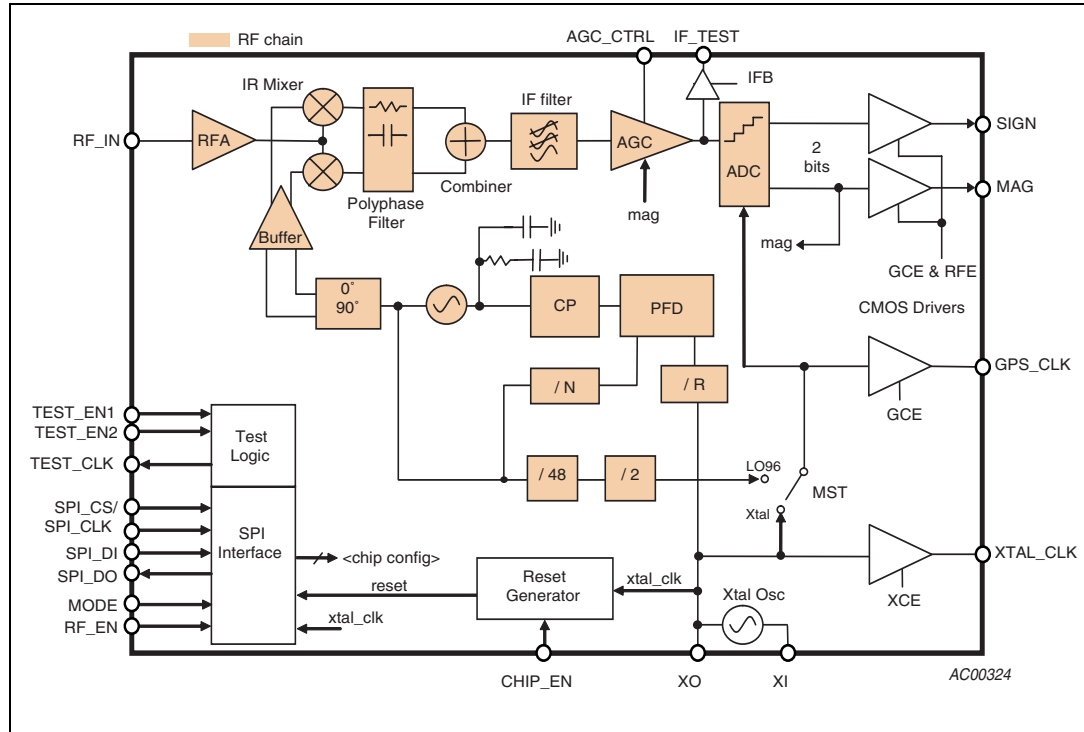 RF chain
AGC_CTRL
IF_TEST
IR Mixer
IF filter
IFB
RF_IN
RFA
AGC
ADC
2
bits
SIGN
MAG
Combiner
Polyphase
Filter
mag
mag
Buffer
GCE & RFE
0°
90°
CP
PFD
CMOS Drivers
/ N
/ R
GPS_CLK
GCE
TEST_EN1
TEST_EN2
TEST_CLK
Test
Logic
/ 48
/ 2
LO96
MST
Xtal
SPI_CS/
SPI_CLK
SPI_DI
SPI_DO
MODE
RF_EN
SPI
Interface
<chip config>
reset
xtal_clk
Reset
Generator
xtal_clk
Xtal Osc
XTAL_CLK
XCE
CHIP_EN
XO
XI
AC00324